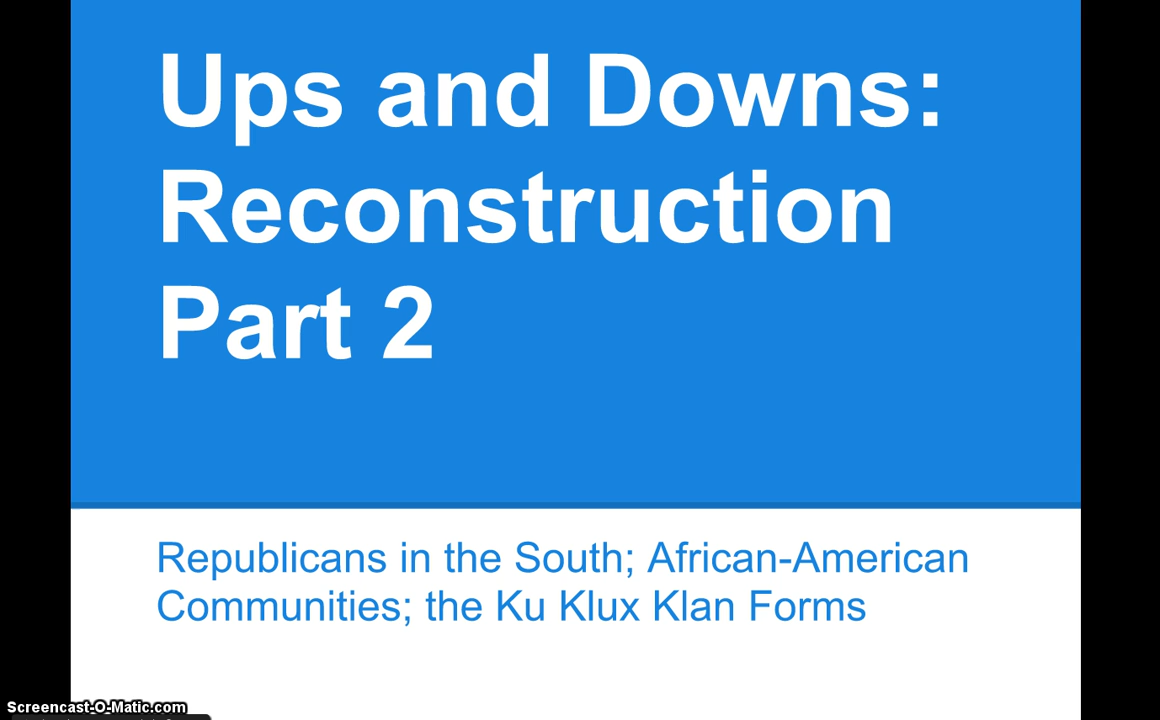 Ups and Downs:
Reconstruction
Part 2
Republicans in the South; African-American
Communities; the Ku Klux Klan Forms
Screencast-O-Matic.com